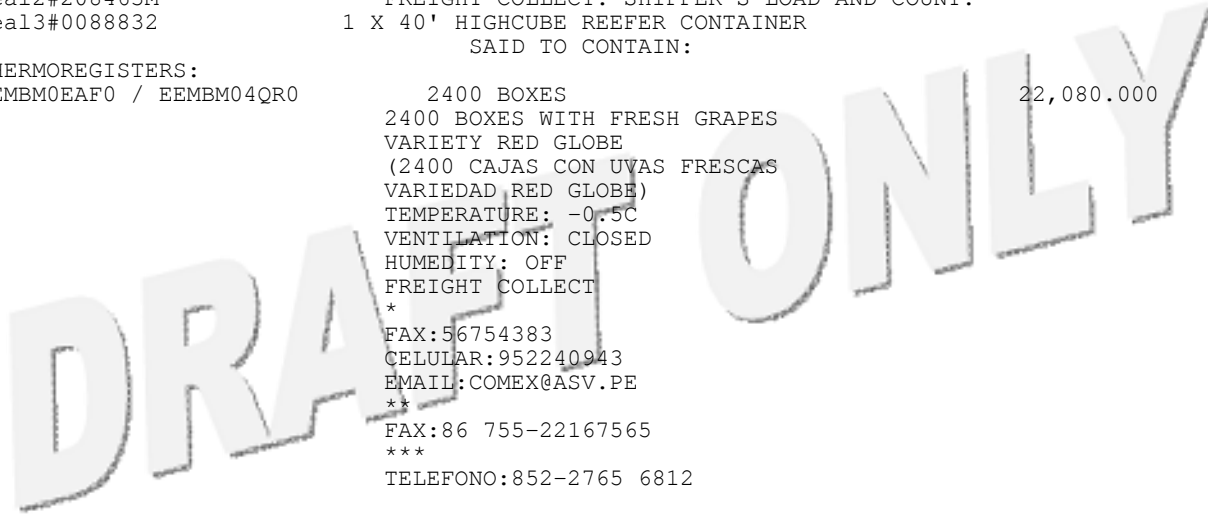 FREIGHT COLLECT. SHIPPER'S LOAD AND COUNT.
eal3#0088832 1 X 40' HIGHCUBE REEFER CONTAINER
SAID TO CONTAIN:
HERMOREGISTERS:
EMBM0EAF0 / EEMBM04QR0 2400 BOXES 22,080.000
2400 BOXES WITH FRESH GRAPES
VARIETY RED GLOBE
(2400 CAJAS CON UVAS FRESCAS
VARIEDAD RED GLOBE)
TEMPERATURE: -0.5C
VENTILATION: CLOSED
HUMEDITY: OFF
FREIGHT COLLECT
*
FAX:56754383
CELULAR:952240943
EMAIL:COMEX@ASV.PE
**
FAX:86 755-22167565
***
TELEFONO:852-2765 6812
DRAFT ONLY